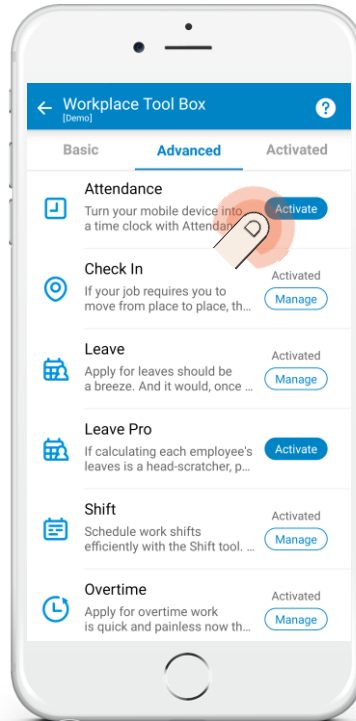 Workplace Tool Box
[Demo]
?
Basic Advanced Activated
Attendance
Turn your mobile device into
a time clock with Attendan
Activate
Check In
If your job requires you to
move from place to place, th...
Activated
Manage
Leave
Apply for leaves should be
a breeze. And it would, once ...
Activated
Manage
Leave Pro
If calculating each employee's
leaves is a head-scratcher, p...
Activate
Shift
Schedule work shifts
efficiently with the Shift tool. ...
Activated
Manage
Overtime
Apply for overtime work
is quick and painless now th...
Activated
Manage